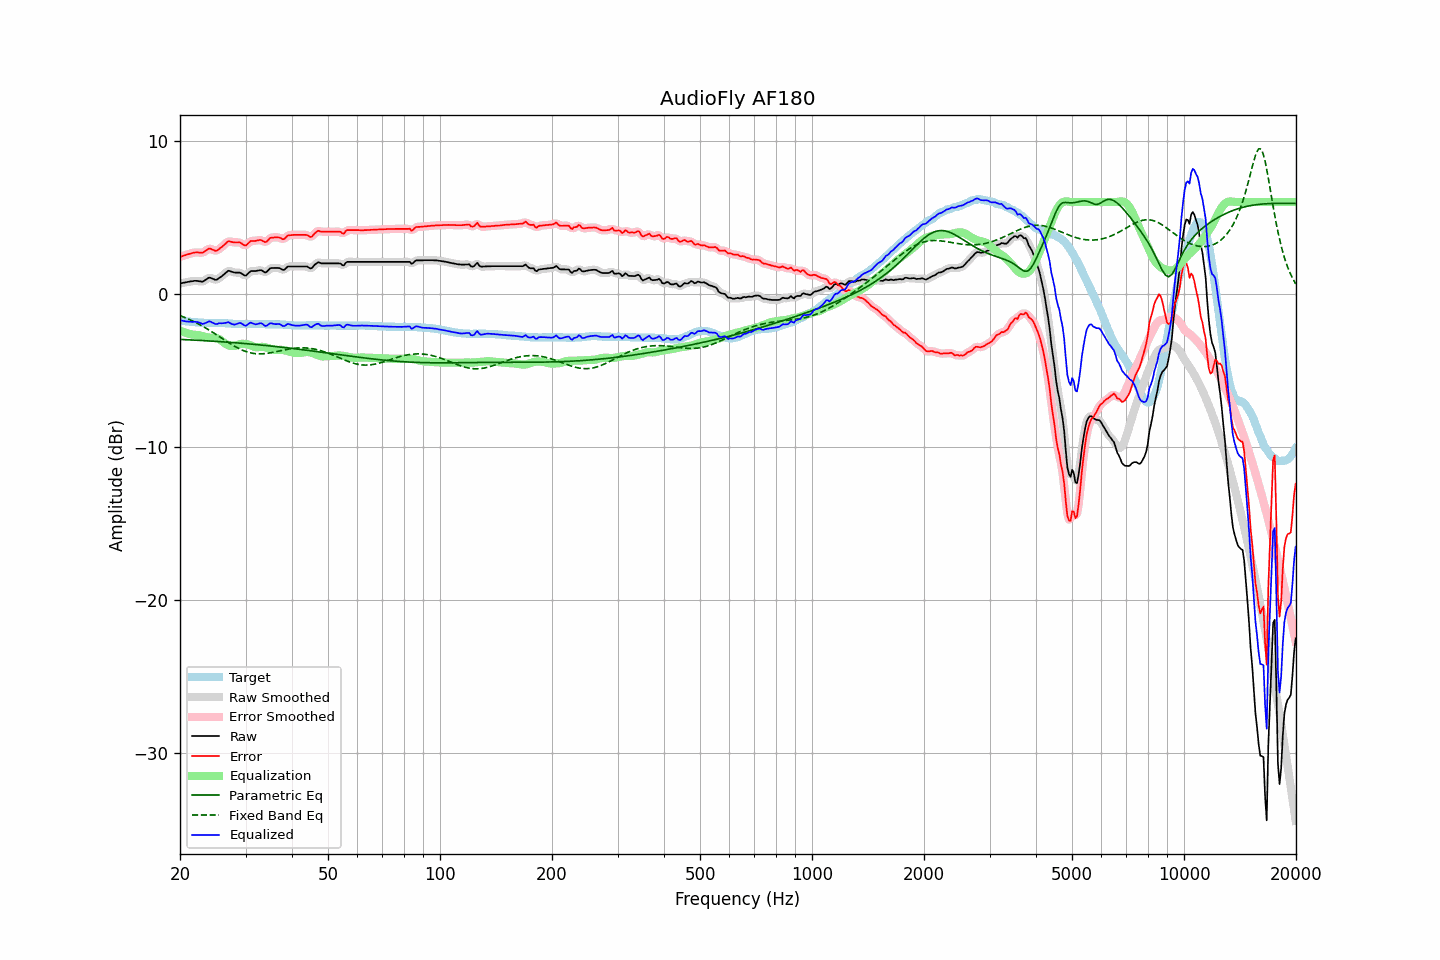 AudioFly AF180
10
0
−10
−20
−30
Amplitude (dBr)
Target
Raw Smoothed
Error Smoothed
Raw
Error
Equalization
Parametric Eq
Fixed Band Eq
Equalized
20 50 100 200 500 1000 2000 5000 10000 20000
Frequency (Hz)